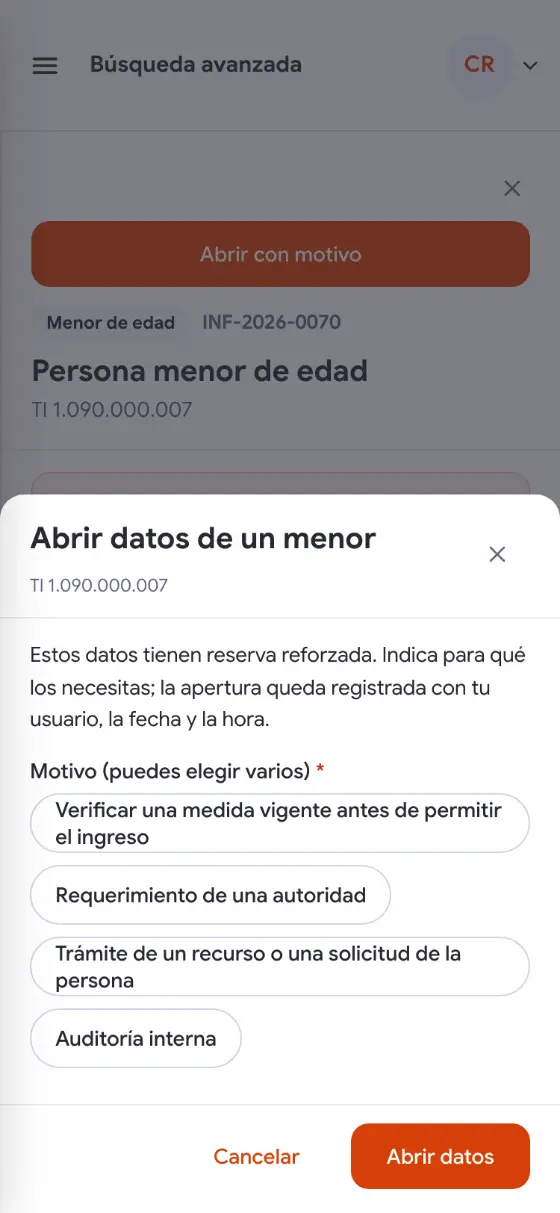 Búsqueda avanzada
CR
Abrir con motivo
Menor de edad
INF-2026-0070
Persona menor de edad
TI 1.090.000.007
Abrir datos de un menor
TI 1.090.000.007
Estos datos tienen reserva reforzada. Indica para qué
los necesitas; la apertura queda registrada con tu
usuario, la fecha y la hora.
Motivo (puedes elegir varios) *
Verificar una medida vigente antes de permitir
el ingreso
Requerimiento de una autoridad
Trámite de un recurso o una solicitud de la
persona
Auditoría interna
Cancelar
Abrir datos